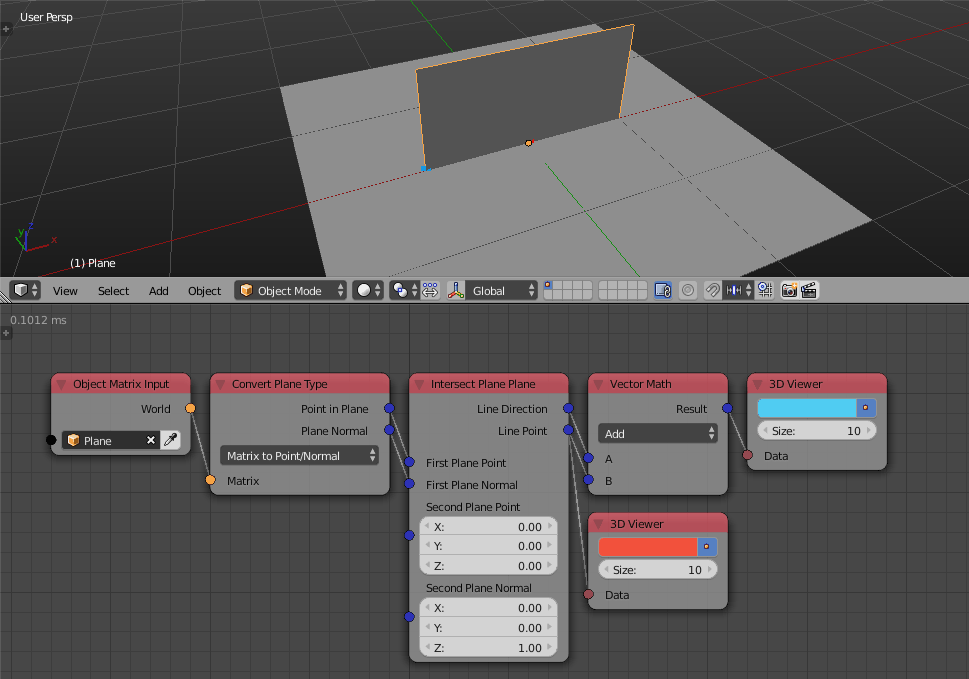 User Persp
z
y
x
(1) Plane
View Select Add Object Object Mode Global
0.1012 ms
Object Matrix Input
World
Plane
Convert Plane Type
Point in Plane
Plane Normal
Matrix to Point/Normal
Matrix
Intersect Plane Plane
Line Direction
Line Point
First Plane Point
First Plane Normal
Second Plane Point
X: 0.00
Y: 0.00
Z: 0.00
Second Plane Normal
X: 0.00
Y: 0.00
Z: 1.00
Vector Math
Result
Add
A
B
3D Viewer
Size: 10
Data
3D Viewer
Size: 10
Data